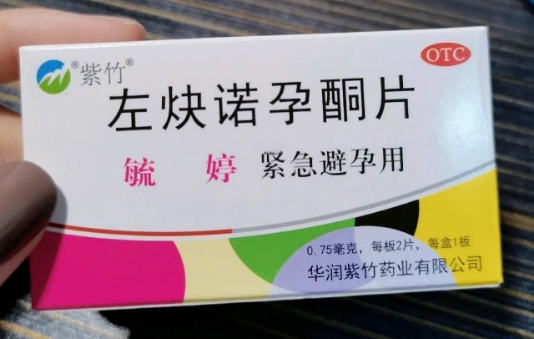 ®紫竹®
OTC
左炔诺孕酮片
毓 婷 紧急避孕用
0.75毫克，每板2片，每盒1板
华润紫竹药业有限公司